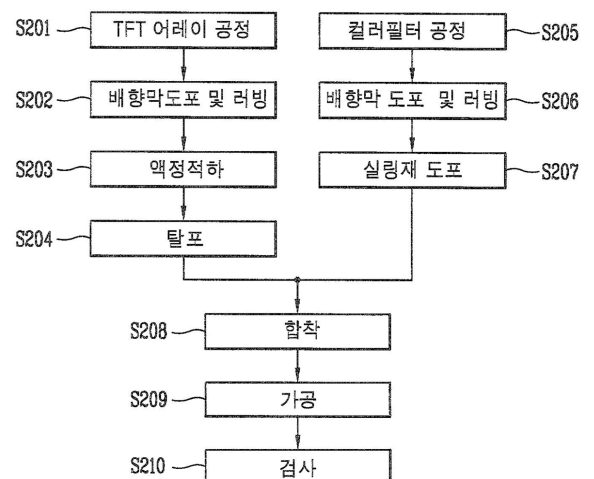 S201 TFT 어레이 공정
컬러필터 공정 S205
S202 배향막도포 및 러빙
배향막 도포 및 러빙 S206
S203 액정적하
실링재 도포 S207
S204 탈포
S208 합착
S209 가공
S210 검사